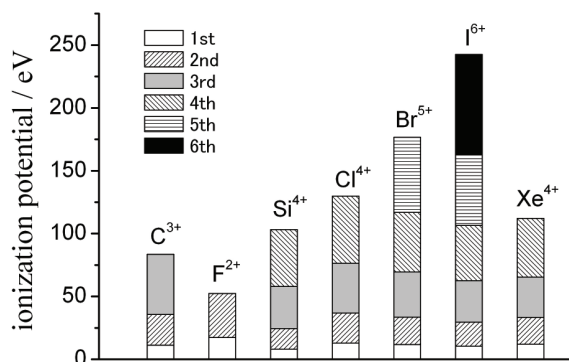 ionization potential / eV
250
200
150
100
50
0
1st
2nd
3rd
4th
5th
6th
C3+
F2+
Si4+
Cl4+
Br5+
I6+
Xe4+